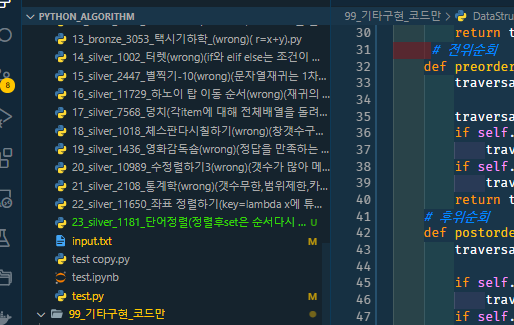 PYTHON_ALGORITHM
13_bronze_3053_택시기하학_(wrong)( r=x+y).py
14_silver_1002_터렛(wrong)(if와 elif else는 조건이 ...
15_silver_2447_별찍기-10(wrong)(문자열재귀는 1차...
16_silver_11729_하노이 탑 이동 순서(wrong)(재귀의 ...
17_silver_7568_덩치(각item에 대해 전체배열을 돌려...
18_silver_1018_체스판다시칠하기(wrong)(창갯수구...
19_silver_1436_영화감독숌(wrong)(정답을 만족하는 ...
20_silver_10989_수정렬하기3(wrong)(갯수가 많아 메...
21_silver_2108_통계학(wrong)(갯수무한,범위제한,카...
22_silver_11650_좌표 정렬하기(key=lambda x에 튜...
23_silver_1181_단어정렬(정렬후set은 순서다시 ... U
input.txt M
test copy.py
test.ipynb
test.py M
99_기타구현_코드만
8
99_기타구현_코드만 > DataStru
30 return t
31 # 전위순회
32 def preorder
33 traversa
34
35 traversa
36 if self.
37 trav
38 if self.
39 trav
40 return t
41 # 후위순회
42 def postorde
43 traversa
44
45 if self.
46 trav
47 if self.